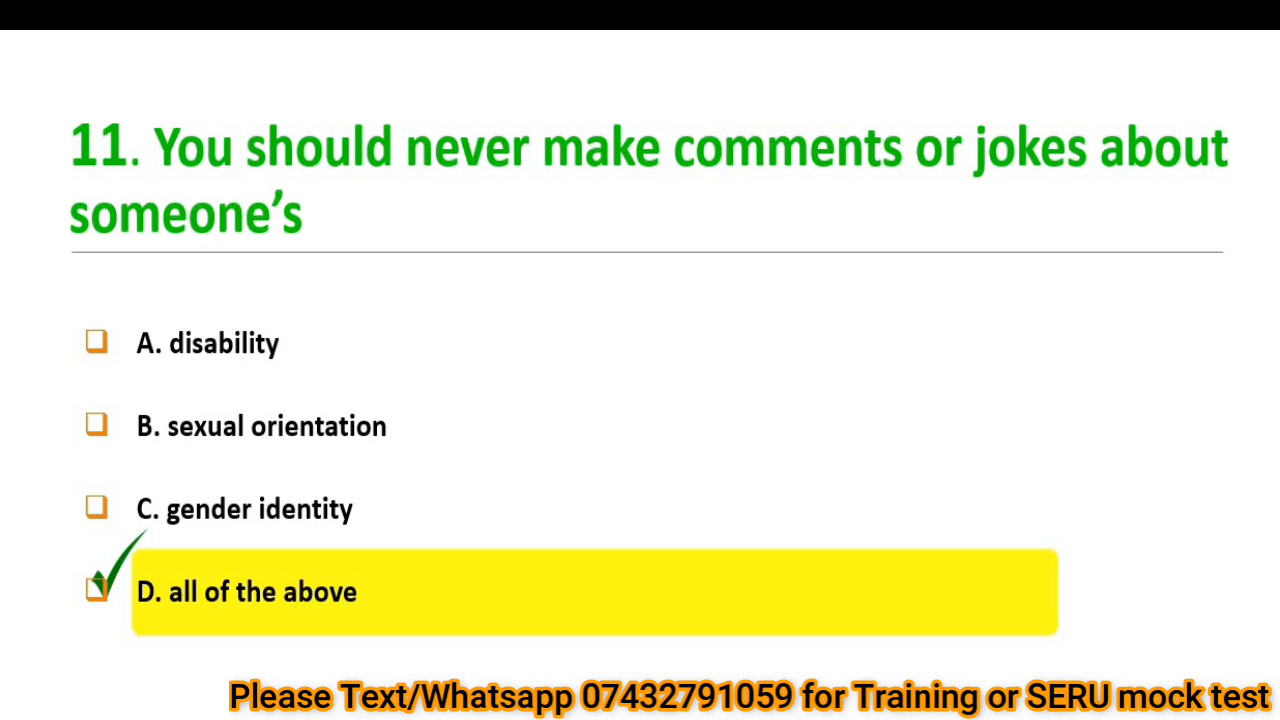 11. You should never make comments or jokes about
someone’s
A. disability
B. sexual orientation
C. gender identity
D. all of the above
Please Text/Whatsapp 07432791059 for Training or SERU mock test